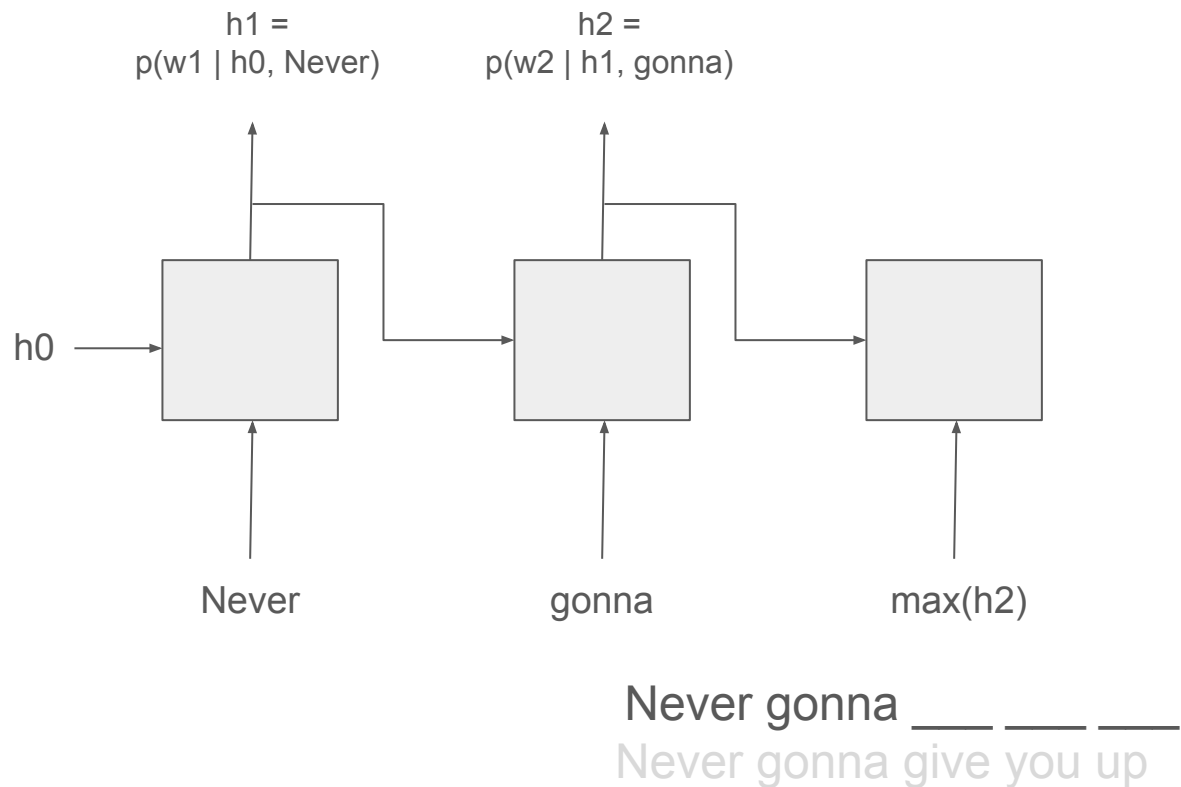 h1 =
p(w1 | h0, Never)
h2 =
p(w2 | h1, gonna)
h0
Never
gonna
max(h2)
Never gonna ___ ___ ___
Never gonna give you up